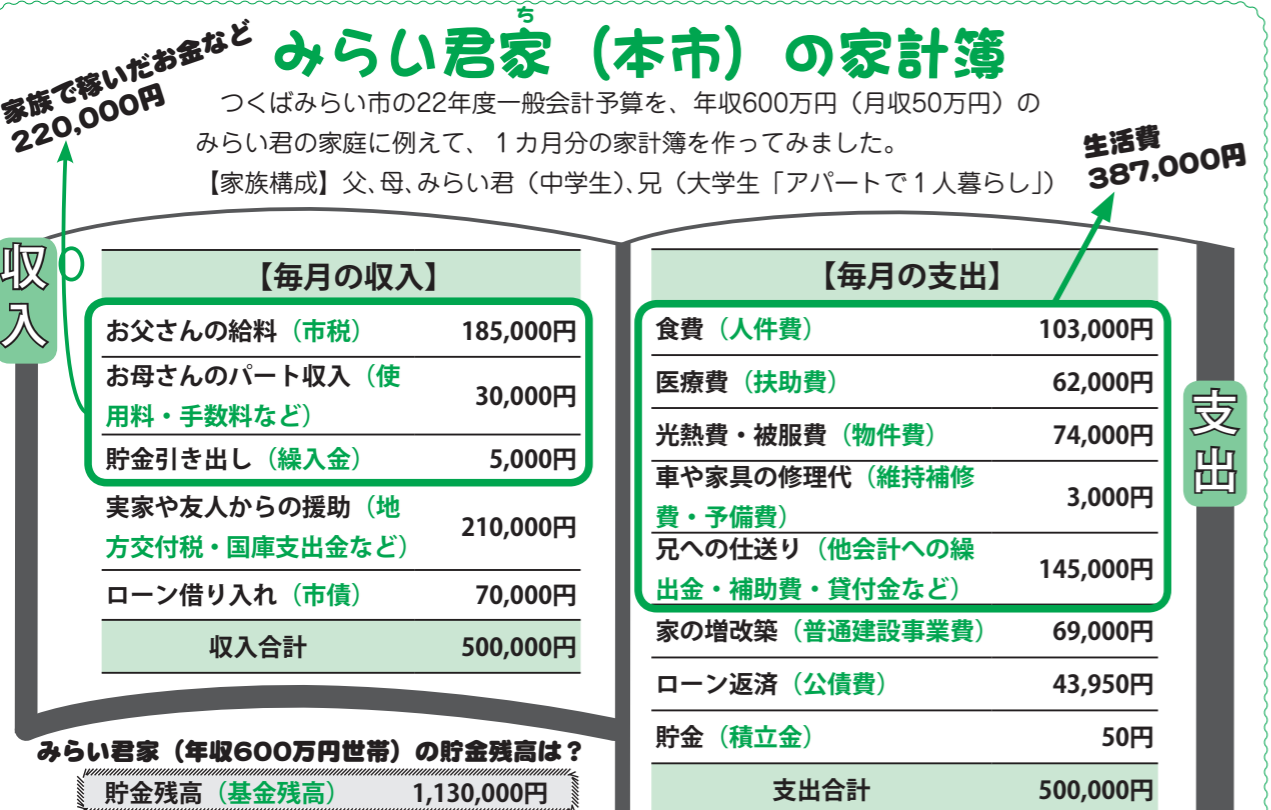 みらい君家(本市)の家計簿
ち
家族で稼いだお金など
220,000円
つくばみらい市の22年度一般会計予算を、年収600万円(月収50万円)の
みらい君の家庭に例えて、1カ月分の家計簿を作ってみました。
【家族構成】父、母、みらい君(中学生)、兄(大学生「アパートで1人暮らし」)
生活費
387,000円
収入
【毎月の収入】
お父さんの給料(市税) 185,000円
お母さんのパート収入(使
用料・手数料など) 30,000円
貯金引き出し(繰入金) 5,000円
実家や友人からの援助(地
方交付税・国庫支出金など) 210,000円
ローン借り入れ(市債) 70,000円
収入合計 500,000円
みらい君家(年収600万円世帯)の貯金残高は?
貯金残高(基金残高) 1,130,000円
支出
【毎月の支出】
食費(人件費) 103,000円
医療費(扶助費) 62,000円
光熱費・被服費(物件費) 74,000円
車や家具の修理代(維持補修
費・予備費) 3,000円
兄への仕送り(他会計への繰
出金・補助費・貸付金など) 145,000円
家の増改築(普通建設事業費) 69,000円
ローン返済(公債費) 43,950円
貯金(積立金) 50円
支出合計 500,000円